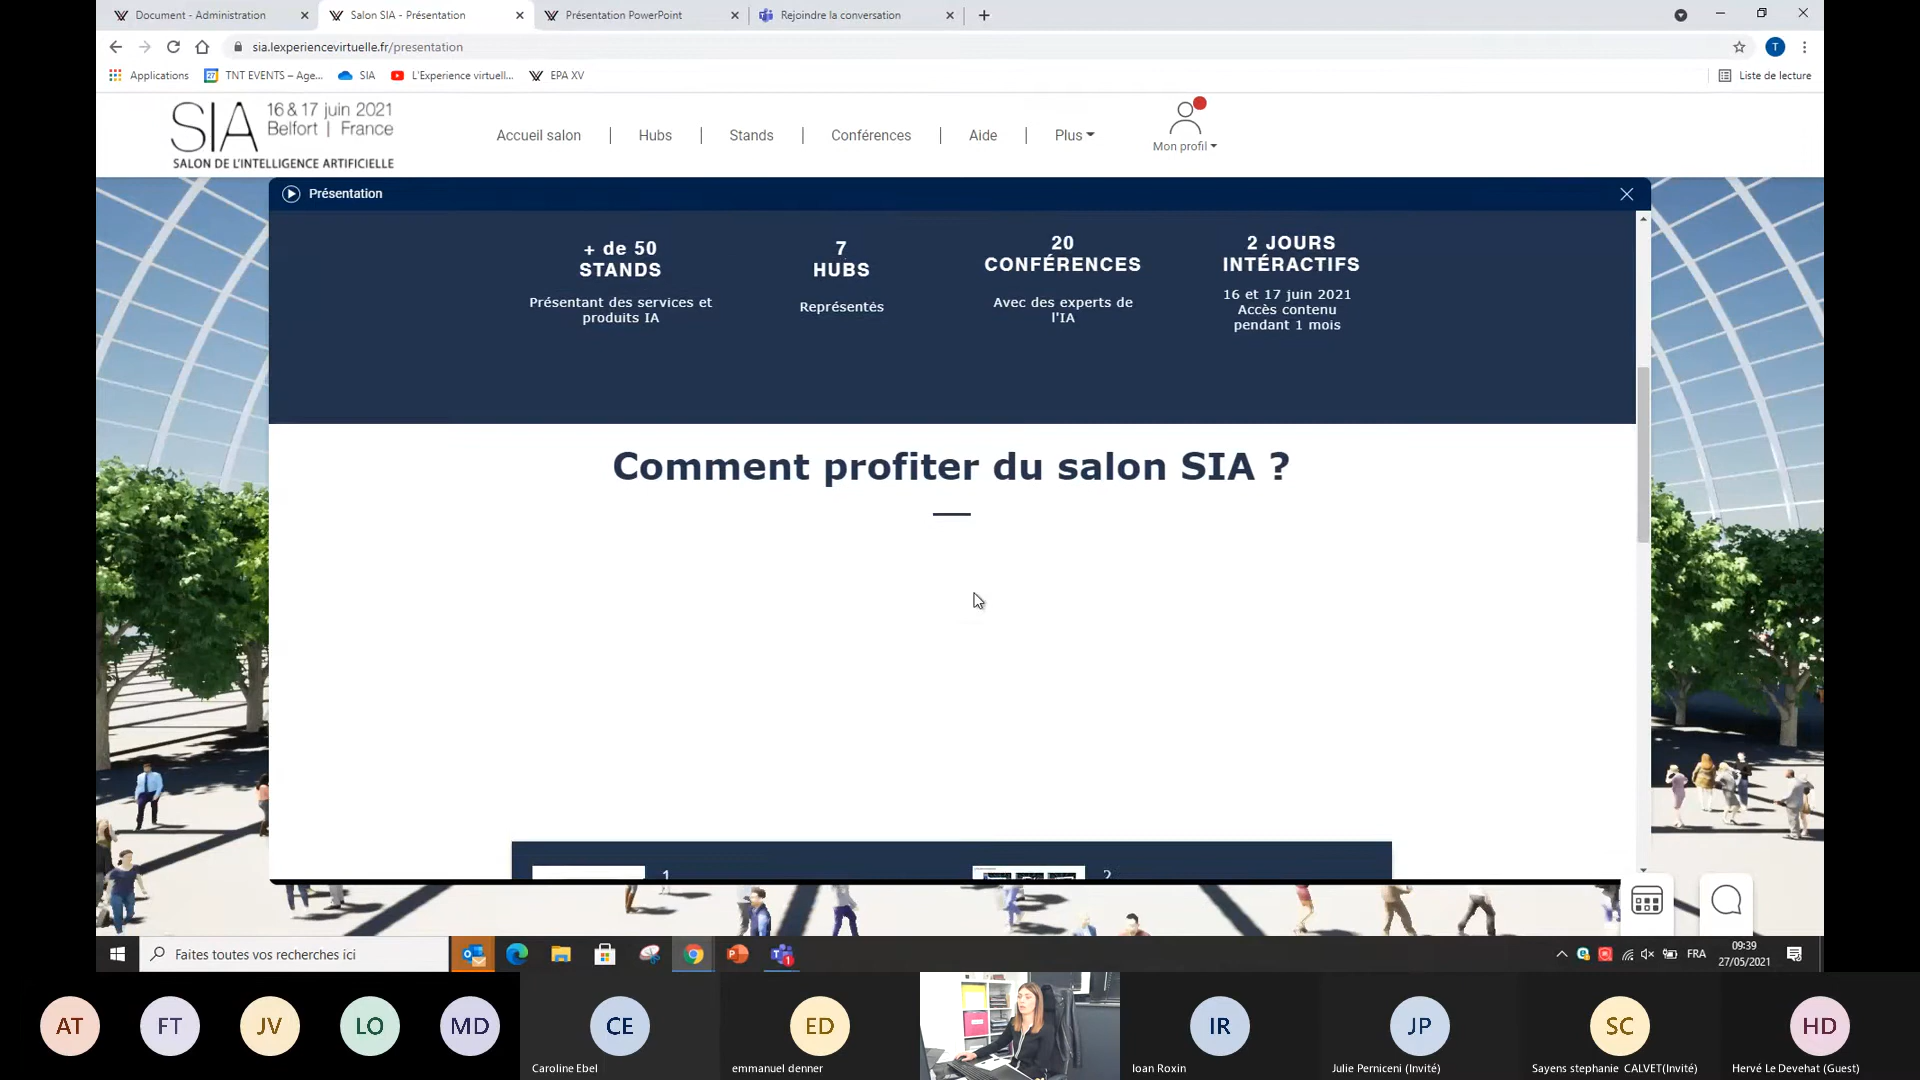 Document - Administration
Salon SIA - Présentation
Présentation PowerPoint
Rejoindre la conversation
sia.lexperiencevirtuelle.fr/presentation
T
Applications
27
TNT EVENTS – Age...
SIA
L'Experience virtuell...
EPA XV
Liste de lecture
SIA
16 & 17 juin 2021
Belfort | France
SALON DE L'INTELLIGENCE ARTIFICIELLE
Accueil salon | Hubs | Stands | Conférences | Aide | Plus
Mon profil
Présentation
+ de 50
STANDS
Présentant des services et
produits IA
7
HUBS
Représentés
20
CONFÉRENCES
Avec des experts de
l'IA
2 JOURS
INTÉRACTIFS
16 et 17 juin 2021
Accès contenu
pendant 1 mois
Comment profiter du salon SIA ?
1
2
Faites toutes vos recherches ici
1
FRA
09:39
27/05/2021
AT
FT
JV
LO
MD
CE
Caroline Ebel
ED
emmanuel denner
IR
Ioan Roxin
JP
Julie Perniceni (Invité)
SC
Sayens stephanie CALVET(Invité)
HD
Hervé Le Devehat (Guest)